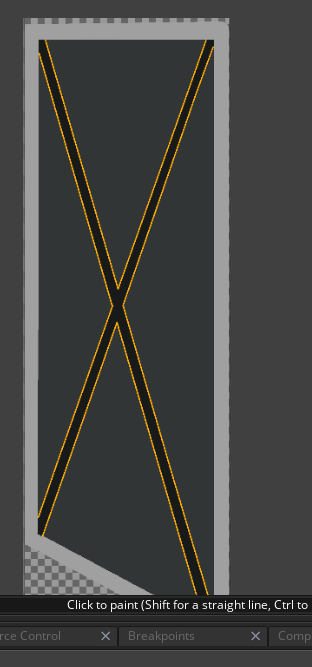 Click to paint (Shift for a straight line, Ctrl to
rce Control Breakpoints Comp